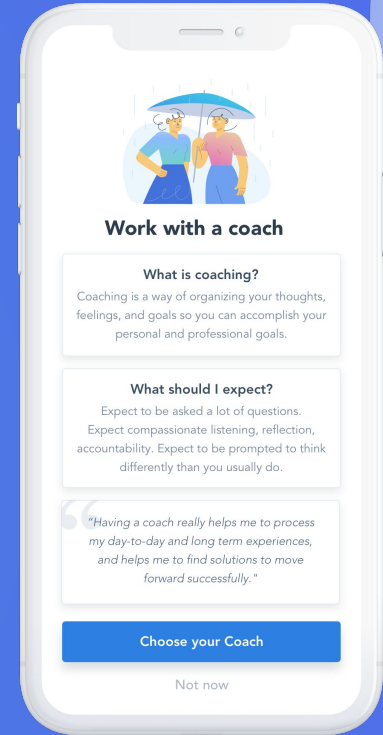 Work with a coach
What is coaching?
Coaching is a way of organizing your thoughts,
feelings, and goals so you can accomplish your
personal and professional goals.
What should I expect?
Expect to be asked a lot of questions.
Expect compassionate listening, reflection,
accountability. Expect to be prompted to think
differently than you usually do.
“Having a coach really helps me to process
my day-to-day and long term experiences,
and helps me to find solutions to move
forward successfully."
Choose your Coach
Not now